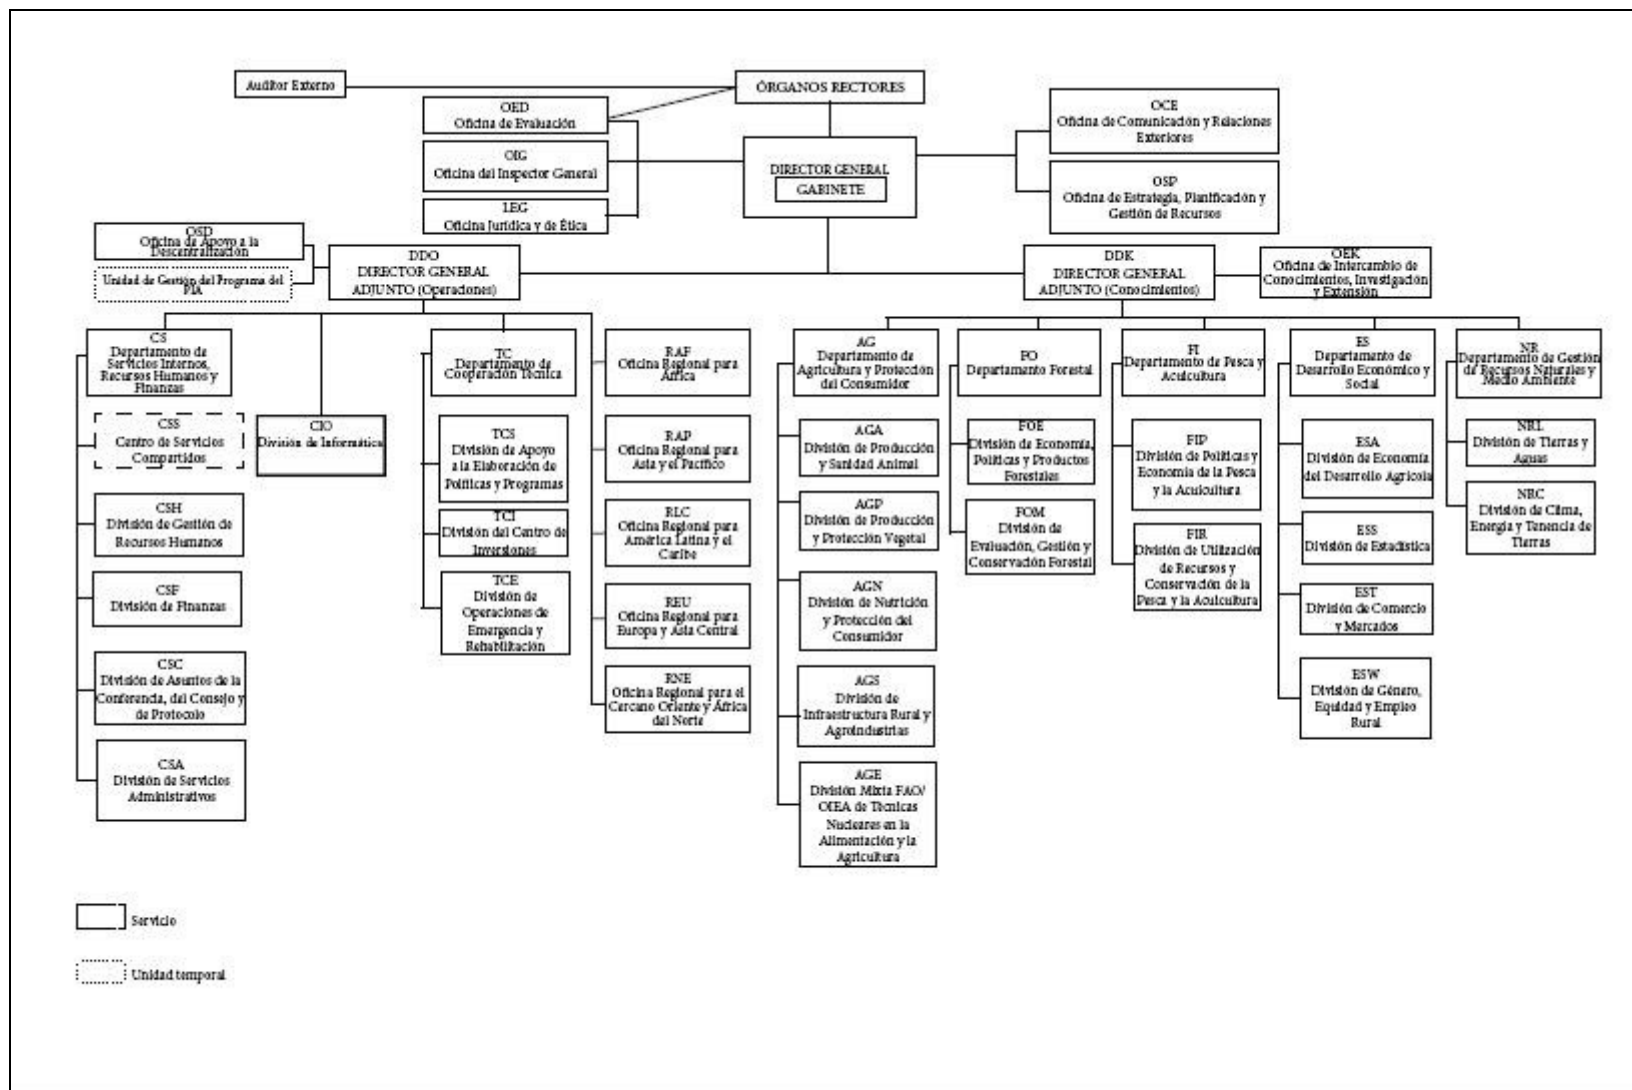 Auditor Externo
ÓRGANOS RECTORES
OED
Oficina de Evaluación
OIG
Oficina del Inspector General
LEG
Oficina Jurídica y de Ética
DIRECTOR GENERAL
GABINETE
OCE
Oficina de Comunicación y Relaciones
Exteriores
OSP
Oficina de Estrategia, Planificación y
Gestión de Recursos
OSD
Oficina de Apoyo a la
Descentralización
Unidad de Gestión del Programa del
PIA
DDO
DIRECTOR GENERAL
ADJUNTO (Operaciones)
DDK
DIRECTOR GENERAL
ADJUNTO (Conocimientos)
OEK
Oficina de Intercambio de
Conocimientos, Investigación
y Extensión
CS
Departamento de
Servicios Internos,
Recursos Humanos y
Finanzas
CSS
Centro de Servicios
Compartidos
CSH
División de Gestión de
Recursos Humanos
CSF
División de Finanzas
CSC
División de Asuntos de la
Conferencia, del Consejo y
de Protocolo
CSA
División de Servicios
Administrativos
CIO
División de Informática
TC
Departamento de
Cooperación Técnica
TCS
División de Apoyo
a la Elaboración de
Políticas y Programas
TCI
División del Centro de
Inversiones
TCE
División de
Operaciones de
Emergencia y
Rehabilitación
RAF
Oficina Regional para
África
RAP
Oficina Regional para
Asia y el Pacífico
RLC
Oficina Regional para
América Latina y el
Caribe
REU
Oficina Regional para
Europa y Asia Central
RNE
Oficina Regional para el
Cercano Oriente y África
del Norte
AG
Departamento de
Agricultura y Protección
del Consumidor
AGA
División de Producción
y Sanidad Animal
AGP
División de Producción
y Protección Vegetal
AGN
División de Nutrición
y Protección del
Consumidor
AGS
División de
Infraestructura Rural y
Agroindustrias
AGE
División Mixta FAO/
OIEA de Técnicas
Nucleares en la
Alimentación y la
Agricultura
FO
Departamento Forestal
FOE
División de Economía,
Políticas y Productos
Forestales
FOM
División de
Evaluación, Gestión y
Conservación Forestal
FI
Departamento de Pesca y
Acuicultura
FIP
División de Políticas y
Economía de la Pesca
y la Acuicultura
FIR
División de Utilización
de Recursos y
Conservación de la
Pesca y la Acuicultura
ES
Departamento de
Desarrollo Económico y
Social
ESA
División de Economía
del Desarrollo Agrícola
ESS
División de Estadística
EST
División de Comercio
y Mercados
ESW
División de Género,
Equidad y Empleo
Rural
NR
Departamento de Gestión
de Recursos Naturales y
Medio Ambiente
NRL
División de Tierras y
Aguas
NRC
División de Clima,
Energía y Tenencia de
Tierras
Servicio
Unidad temporal